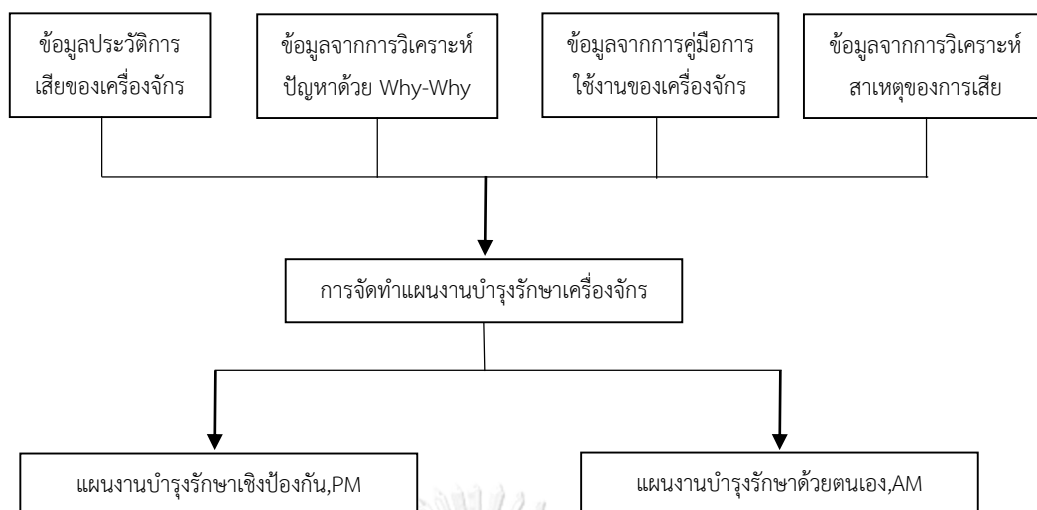 ข้อมูลประวัติการ
เสียของเครื่องจักร
ข้อมูลจากการวิเคราะห์
ปัญหาด้วย Why-Why
ข้อมูลจากการคู่มือการ
ใช้งานของเครื่องจักร
ข้อมูลจากการวิเคราะห์
สาเหตุของการเสีย
การจัดทำแผนงานบำรุงรักษาเครื่องจักร
แผนงานบำรุงรักษาเชิงป้องกัน,PM
แผนงานบำรุงรักษาด้วยตนเอง,AM